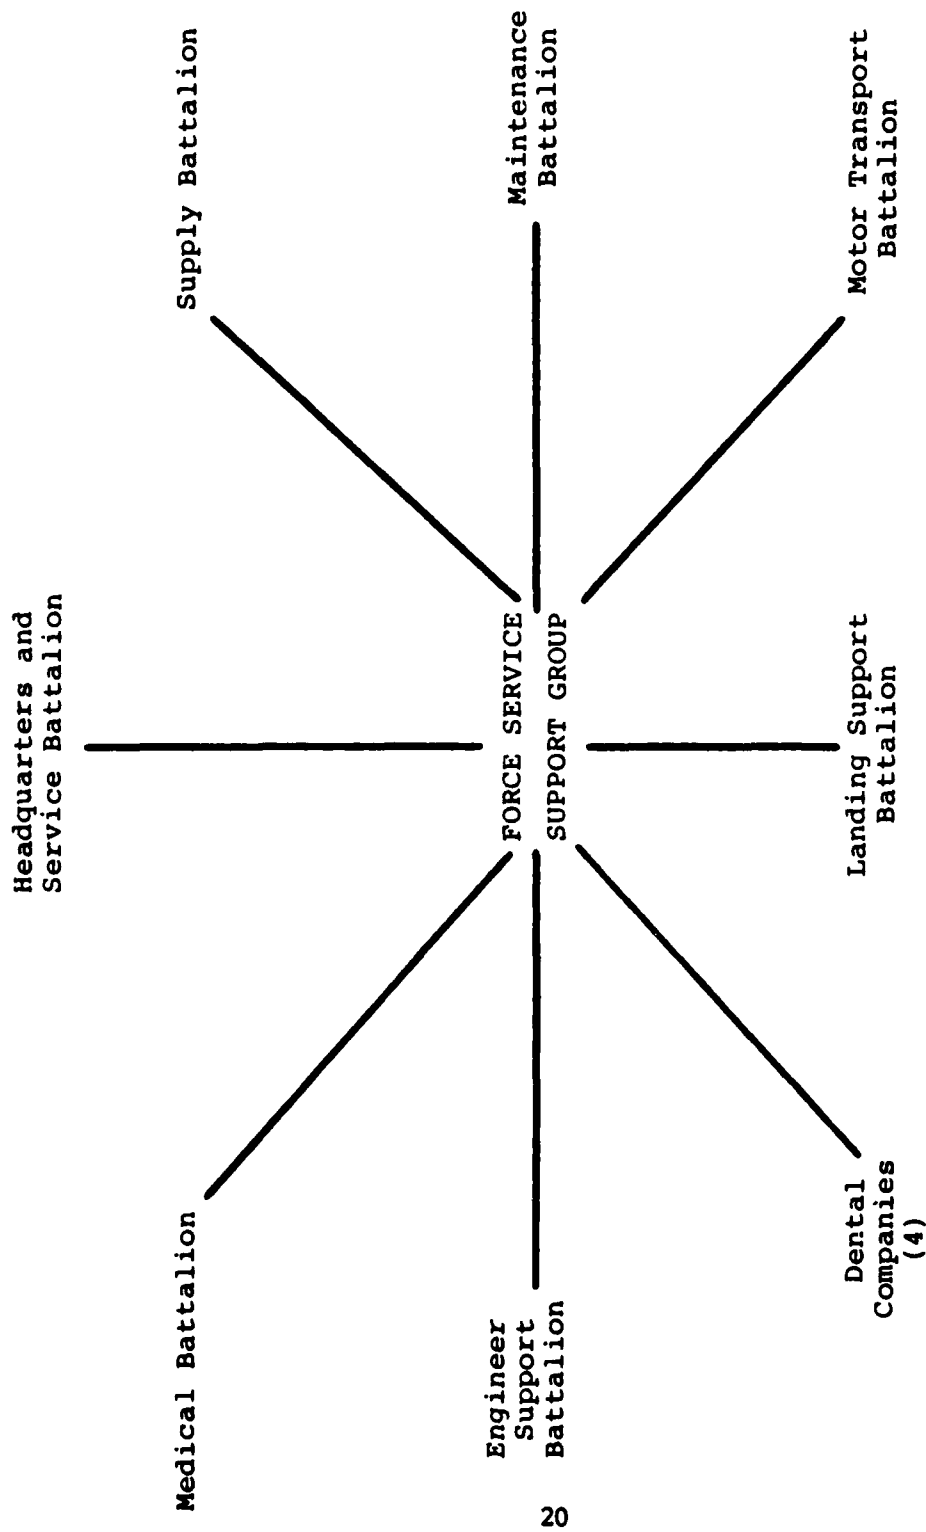 Headquarters and
Service Battalion
Medical Battalion
Supply Battalion
Engineer
Support
Battalion
FORCE SERVICE
SUPPORT GROUP
Maintenance
Battalion
Dental
Companies
(4)
Landing Support
Battalion
Motor Transport
Battalion
20